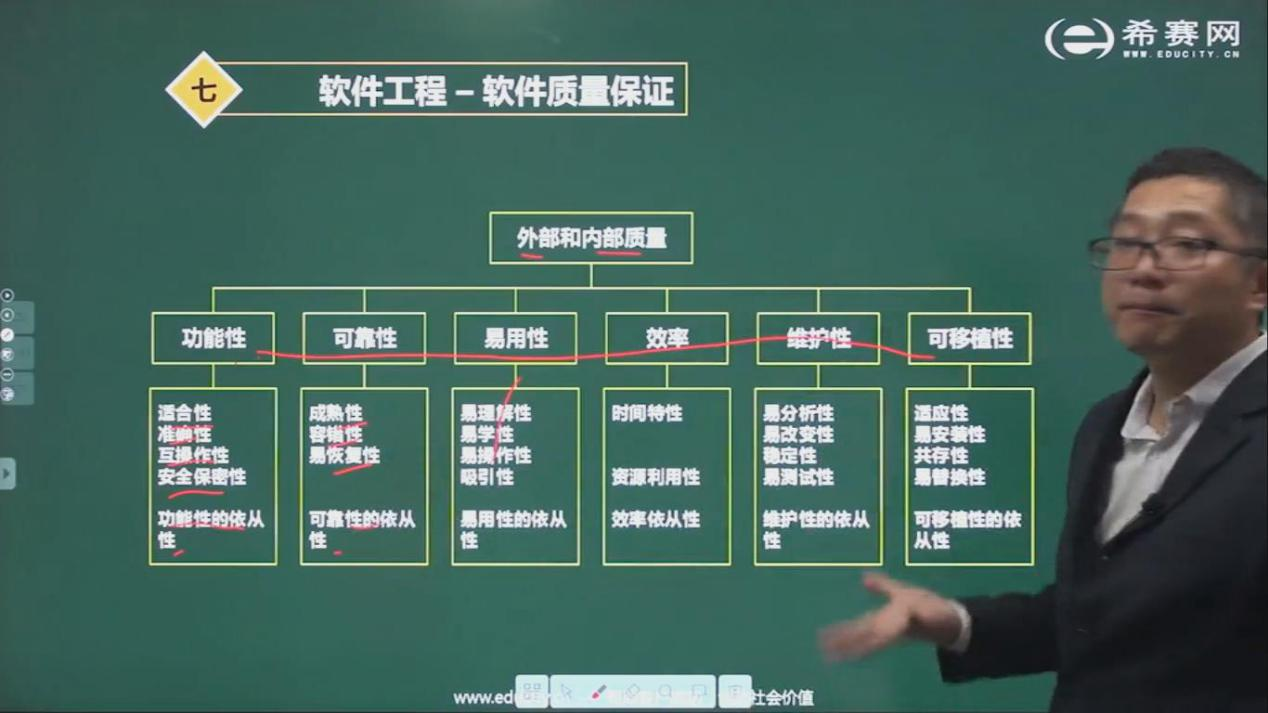 希赛网
WWW.EDUCITY.CN
七
软件工程 – 软件质量保证
外部和内部质量
功能性
可靠性
易用性
效率
维护性
可移植性
适合性
准确性
互操作性
安全保密性
功能性的依从
性
成熟性
容错性
易恢复性
可靠性的依从
性
易理解性
易学性
易操作性
吸引性
易用性的依从
性
时间特性
资源利用性
效率依从性
易分析性
易改变性
稳定性
易测试性
维护性的依从
性
适应性
易安装性
共存性
易替换性
可移植性的依
从性
社会价值